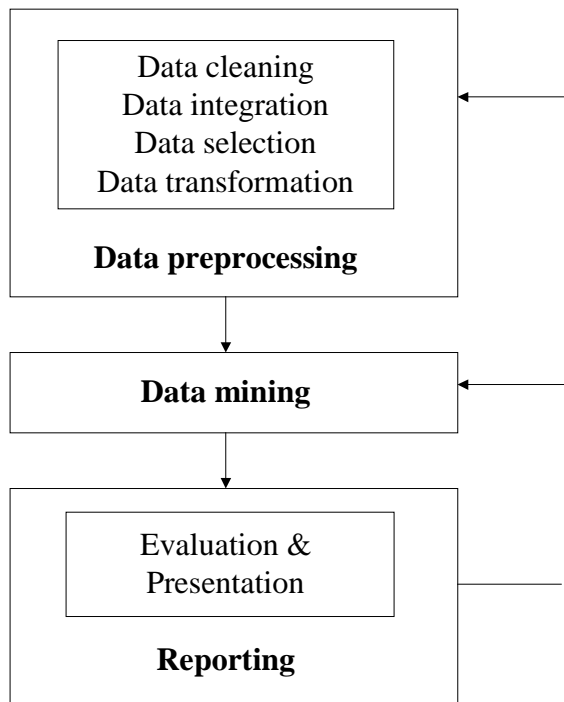 Data cleaning
Data integration
Data selection
Data transformation
Data preprocessing
Data mining
Evaluation &
Presentation
Reporting